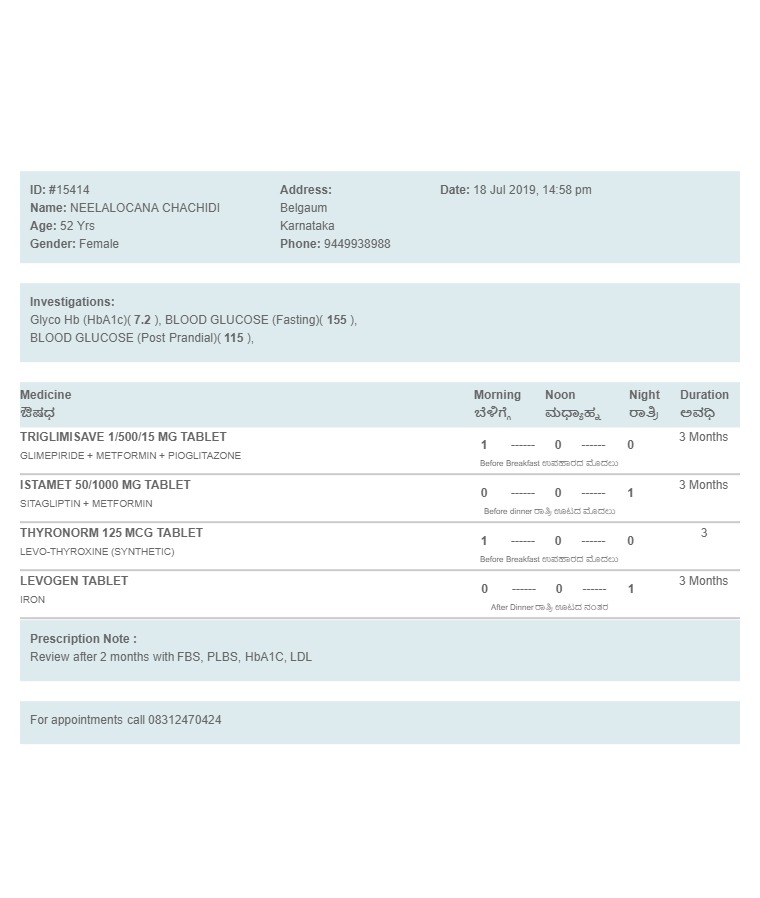 ID: #15414 Address: Date: 18 Jul 2019, 14:58 pm
Name: NEELALOCANA CHACHIDI Belgaum
Age: 52 Yrs Karnataka
Gender: Female Phone: 9449938988
Investigations:
Glyco Hb (HbA1c)( 7.2 ), BLOOD GLUCOSE (Fasting)( 155 ),
BLOOD GLUCOSE (Post Prandial)( 115 ),
Medicine Morning Noon Night Duration
ಔಷಧ ಬೆಳಿಗ್ಗೆ ಮಧ್ಯಾಹ್ನ ರಾತ್ರಿ ಅವಧಿ
TRIGLIMISAVE 1/500/15 MG TABLET 1 ------ 0 ------ 0 3 Months
GLIMEPIRIDE + METFORMIN + PIOGLITAZONE Before Breakfast ಉಪಹಾರದ ಮೊದಲು
ISTAMET 50/1000 MG TABLET 0 ------ 0 ------ 1 3 Months
SITAGLIPTIN + METFORMIN Before dinner ರಾತ್ರಿ ಊಟದ ಮೊದಲು
THYRONORM 125 MCG TABLET 1 ------ 0 ------ 0 3
LEVO-THYROXINE (SYNTHETIC) Before Breakfast ಉಪಹಾರದ ಮೊದಲು
LEVOGEN TABLET 0 ------ 0 ------ 1 3 Months
IRON After Dinner ರಾತ್ರಿ ಊಟದ ನಂತರ
Prescription Note :
Review after 2 months with FBS, PLBS, HbA1C, LDL
For appointments call 08312470424